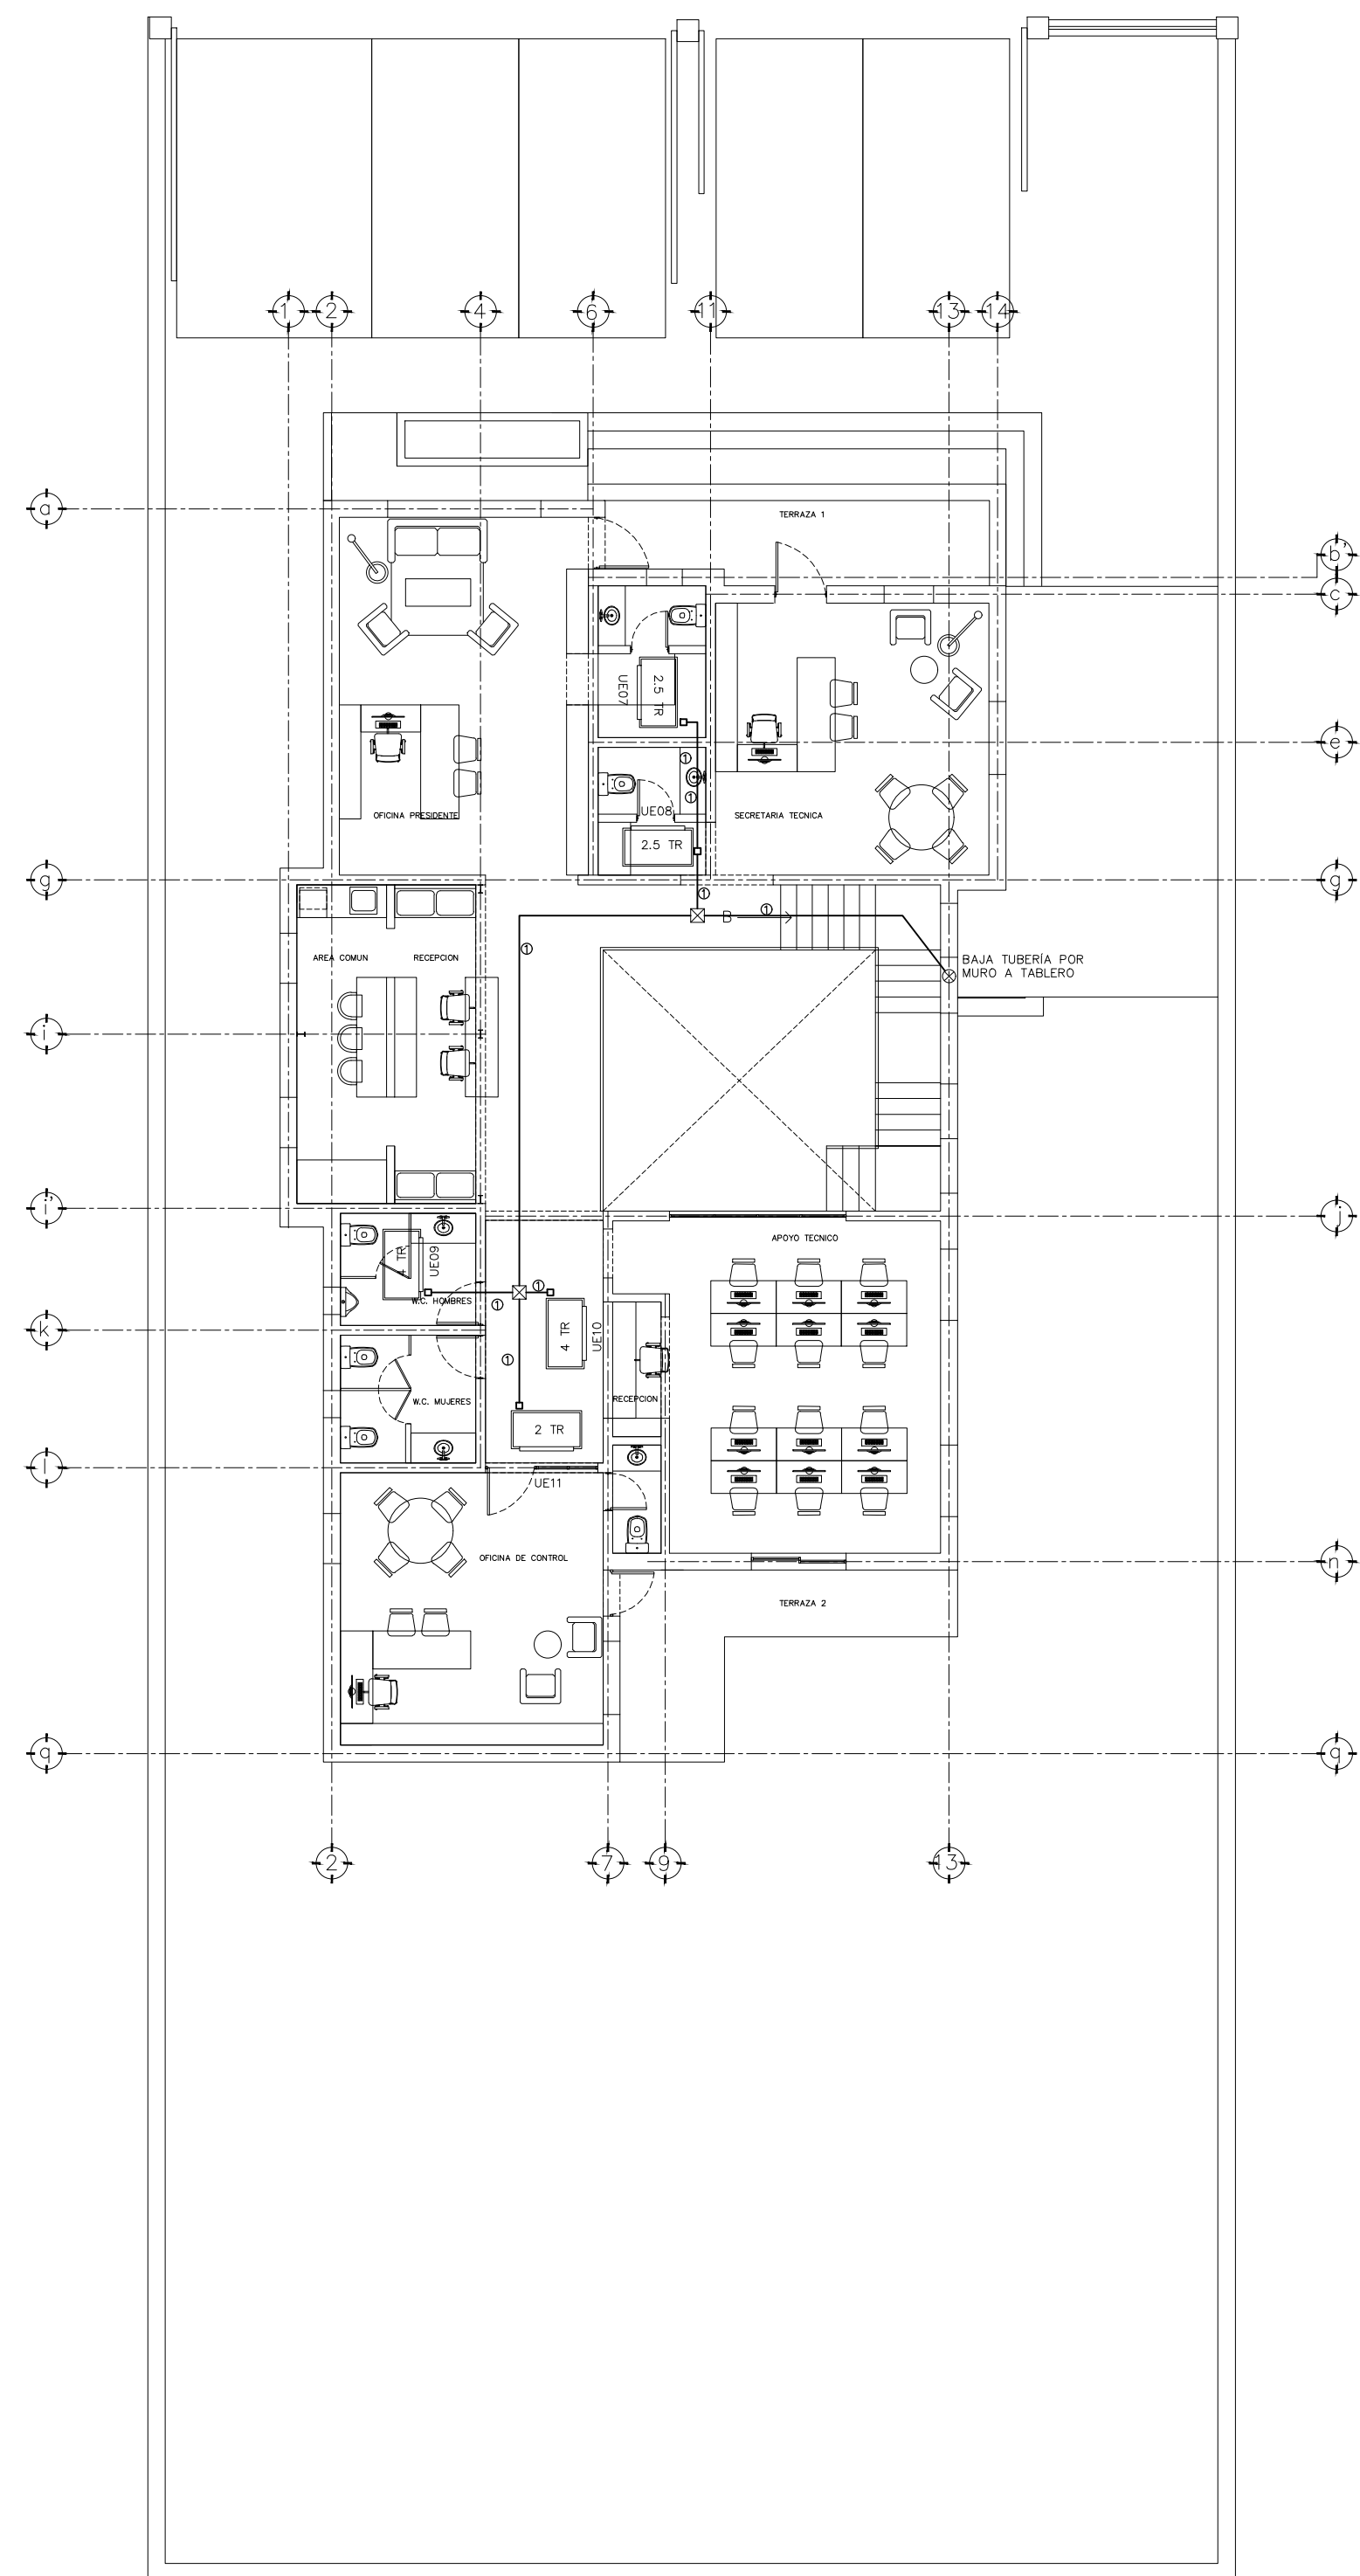 1
2
4
6
11
13
14
a
TERRAZA 1
b'
c
UE07
2.5 TR
e
1
1
UE08
OFICINA PRESIDENTE
SECRETARIA TECNICA
2.5 TR
g
g
1
B
1
1
AREA COMUN
RECEPCION
BAJA TUBERÍA POR
MURO A TABLERO
i
i'
j
APOYO TECNICO
4 TR
UE09
1
W.C. HOMBRES
1
k
4 TR
UE10
1
W.C. MUJERES
RECEPCION
2 TR
l
UE11
OFICINA DE CONTROL
n
TERRAZA 2
q
q
2
7
9
13